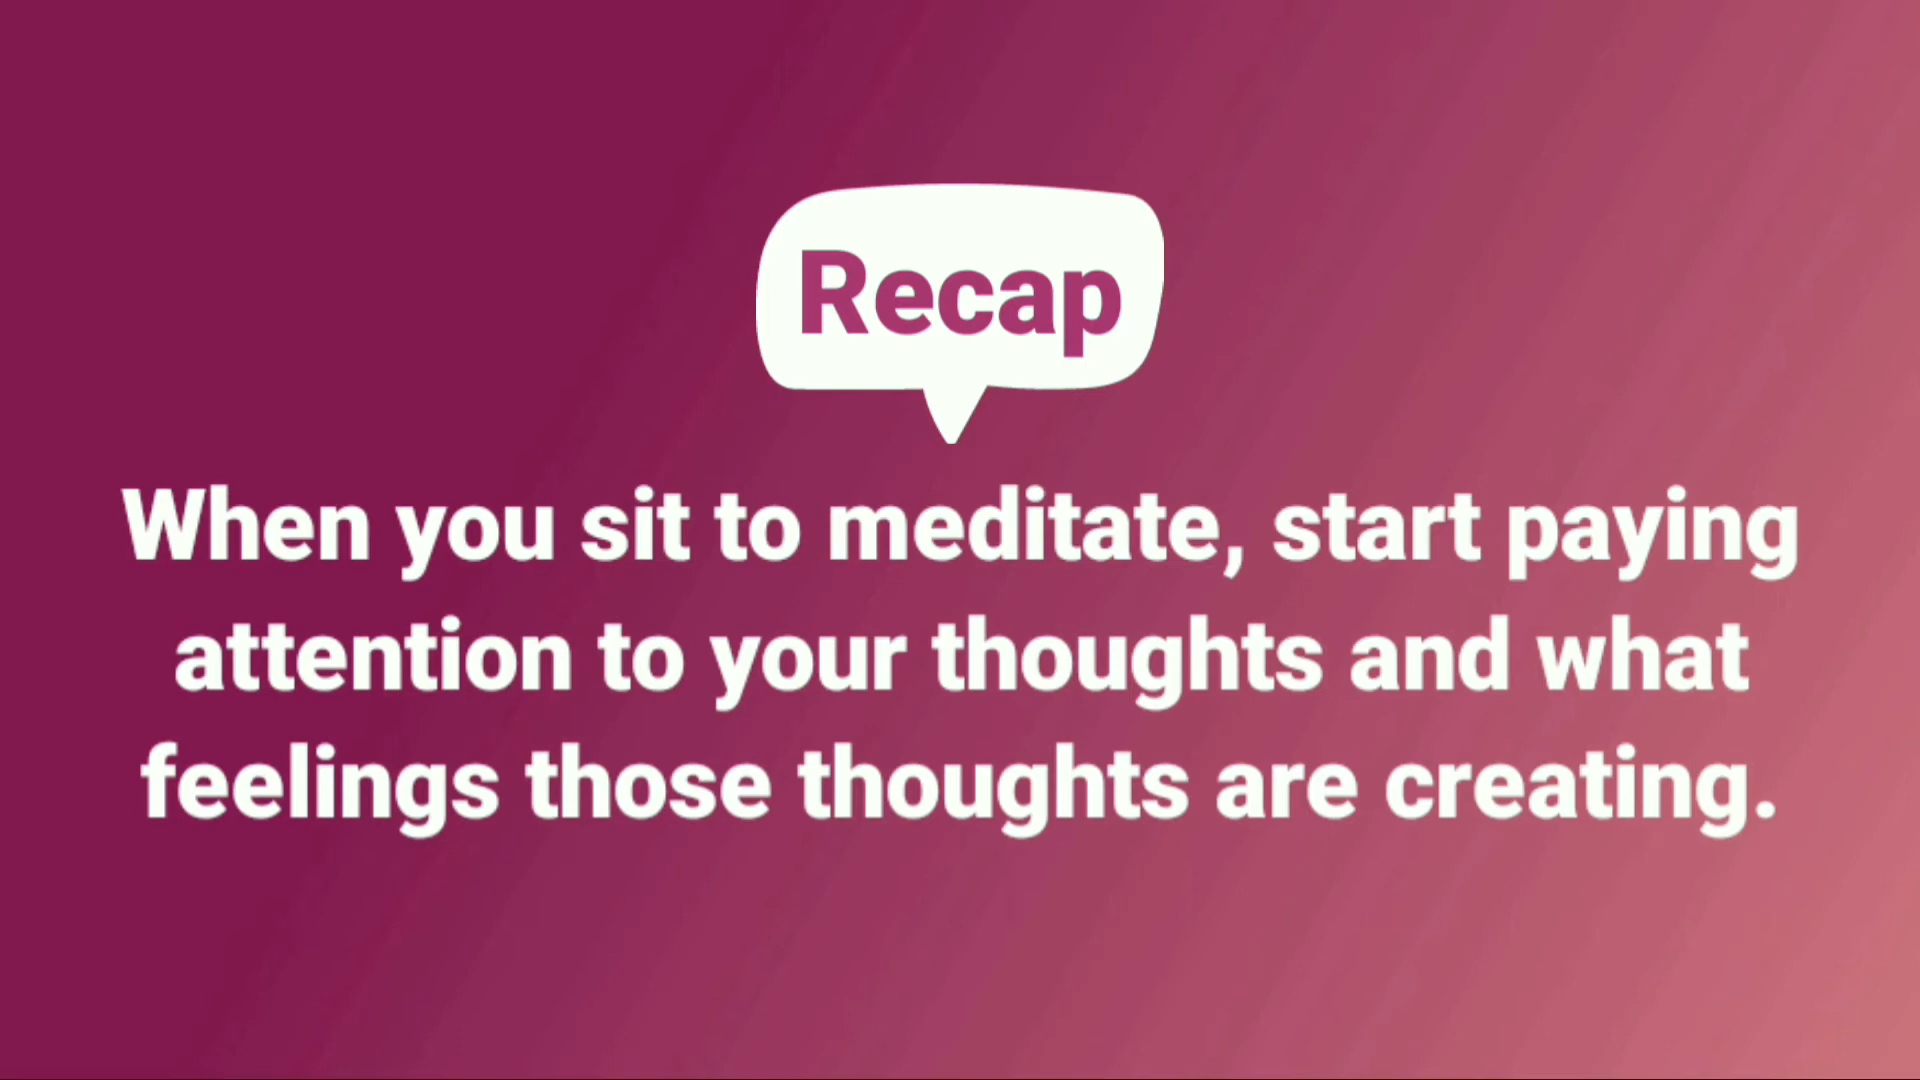 Recap
When you sit to meditate, start paying
attention to your thoughts and what
feelings those thoughts are creating.